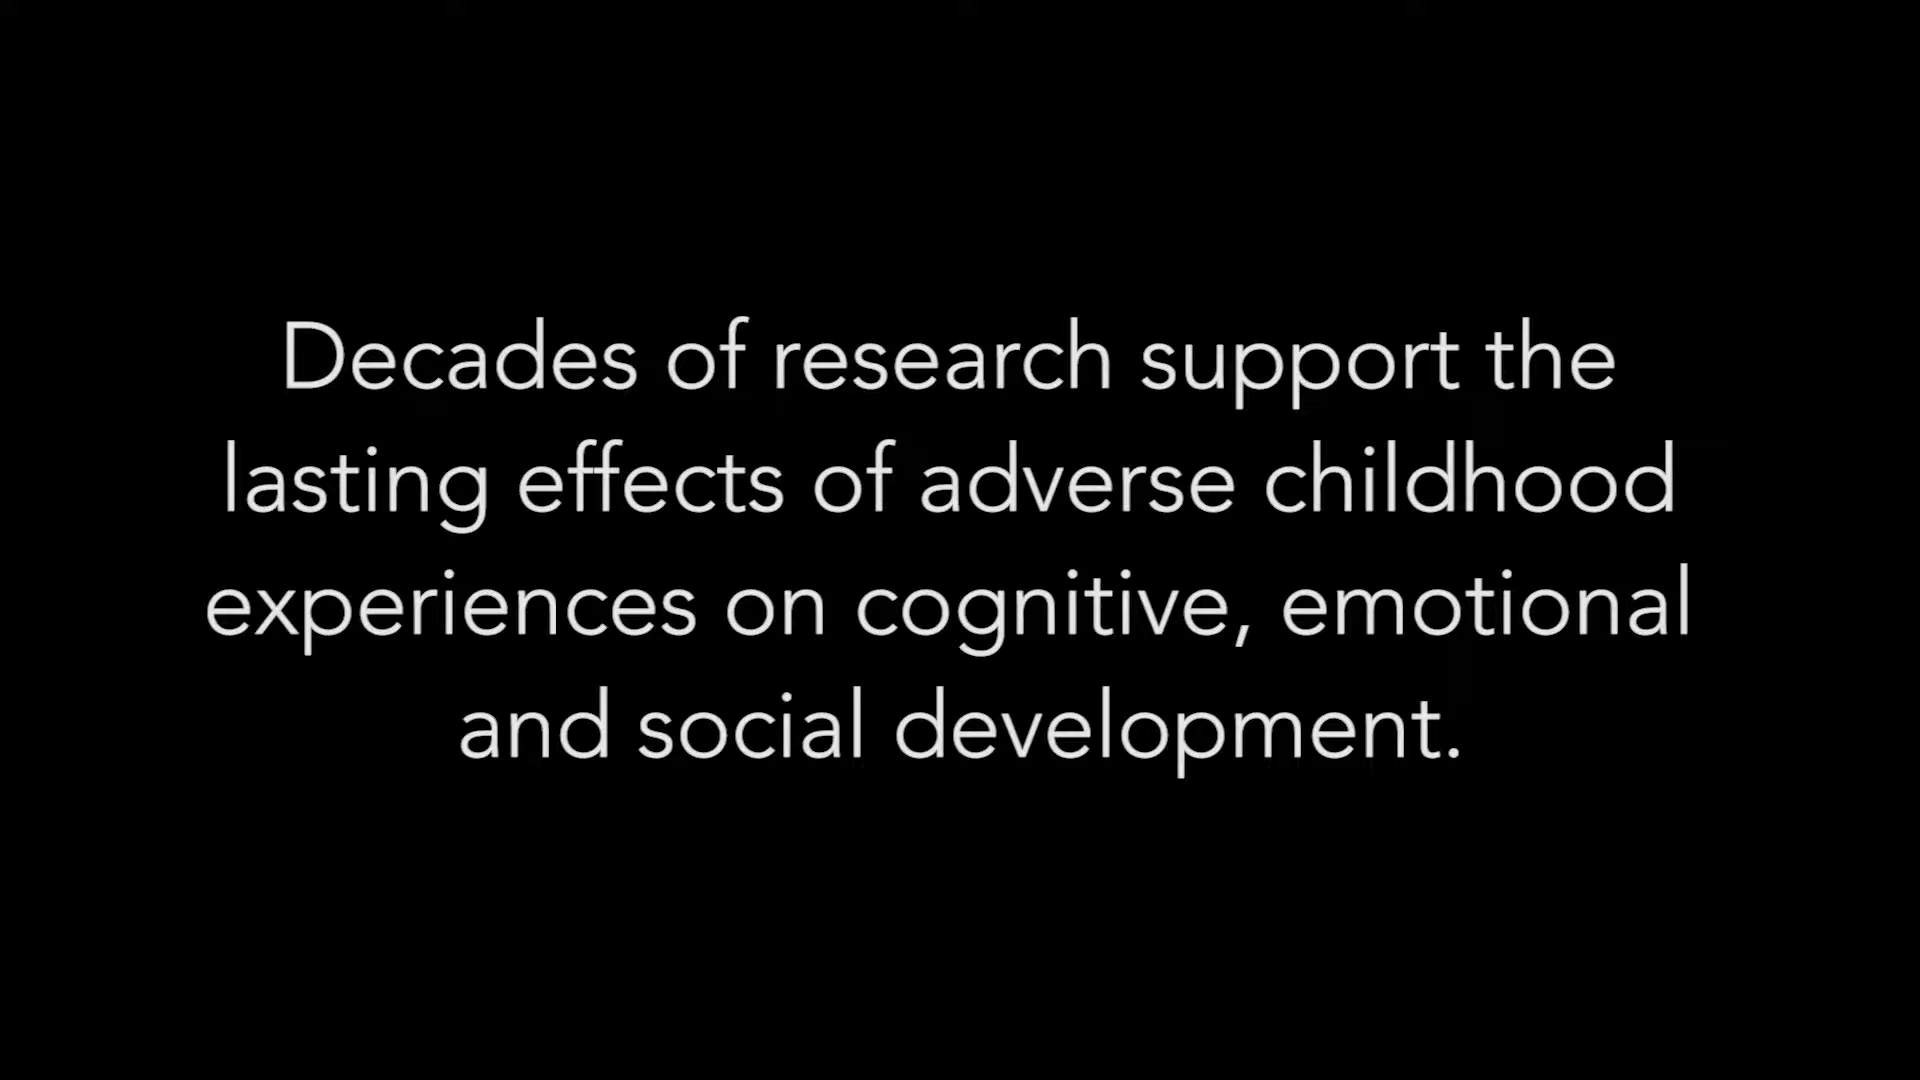 Decades of research support the
lasting effects of adverse childhood
experiences on cognitive, emotional
and social development.